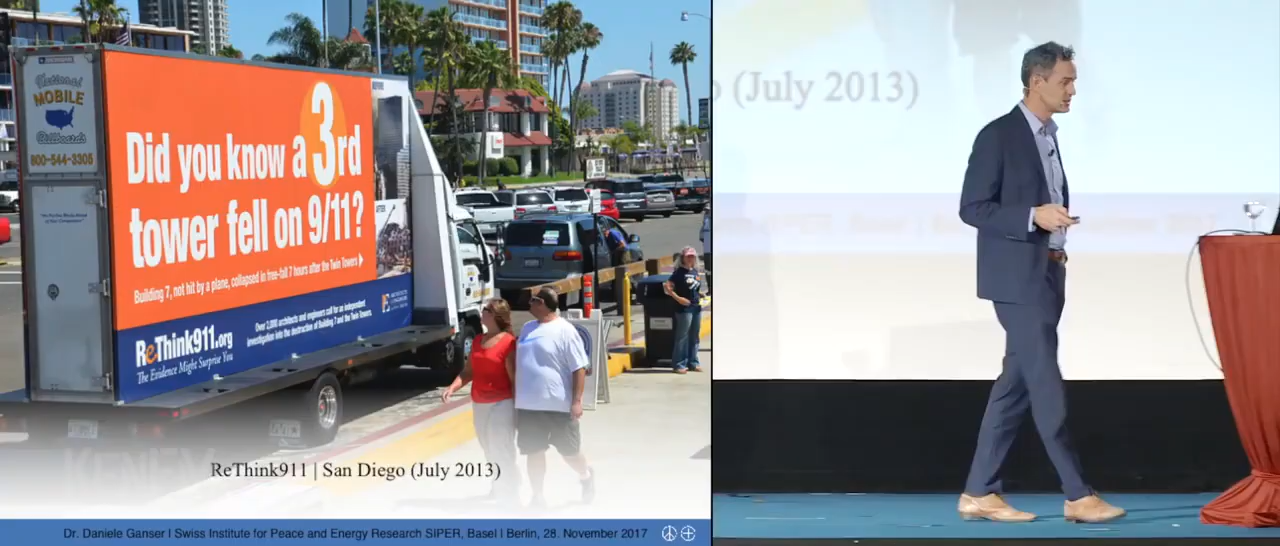 National
MOBILE
Billboards
800-544-3305
Did you know a 3rd
tower fell on 9/11?
Building 7, not hit by a plane, collapsed in free-fall 7 hours after the Twin Towers
ReThink911.org
The Evidence Might Surprise You
Over 2,000 architects and engineers call for an independent
investigation into the destruction of Building 7 and the Twin Towers.
ReThink911 | San Diego (July 2013)
Dr. Daniele Ganser | Swiss Institute for Peace and Energy Research SIPER, Basel | Berlin, 28. November 2017
(July 2013)